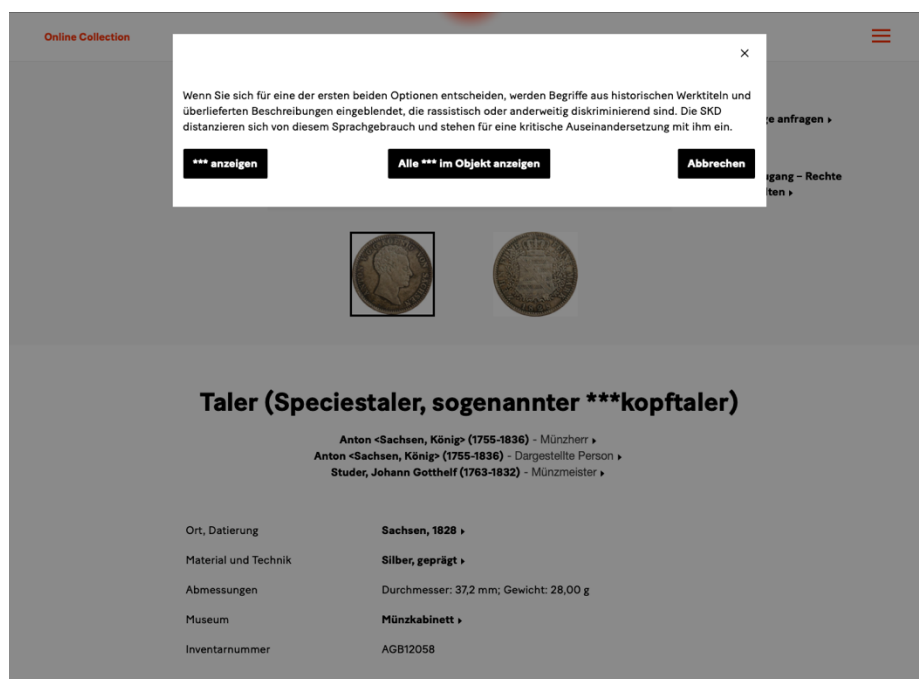 Online Collection
×
Wenn Sie sich für eine der ersten beiden Optionen entscheiden, werden Begriffe aus historischen Werktiteln und
überlieferten Beschreibungen eingeblendet, die rassistisch oder anderweitig diskriminierend sind. Die SKD
distanzieren sich von diesem Sprachgebrauch und stehen für eine kritische Auseinandersetzung mit ihm ein.
*** anzeigen
Alle *** im Objekt anzeigen
Abbrechen
anfragen ▸
– Rechte
Taler (Speciestaler, sogenannter ***kopftaler)
Anton <Sachsen, König> (1755-1836) - Münzherr ▸
Anton <Sachsen, König> (1755-1836) - Dargestellte Person ▸
Studer, Johann Gotthelf (1763-1832) - Münzmeister ▸
Ort, Datierung Sachsen, 1828 ▸
Material und Technik Silber, geprägt ▸
Abmessungen Durchmesser: 37,2 mm; Gewicht: 28,00 g
Museum Münzkabinett ▸
Inventarnummer AGB12058